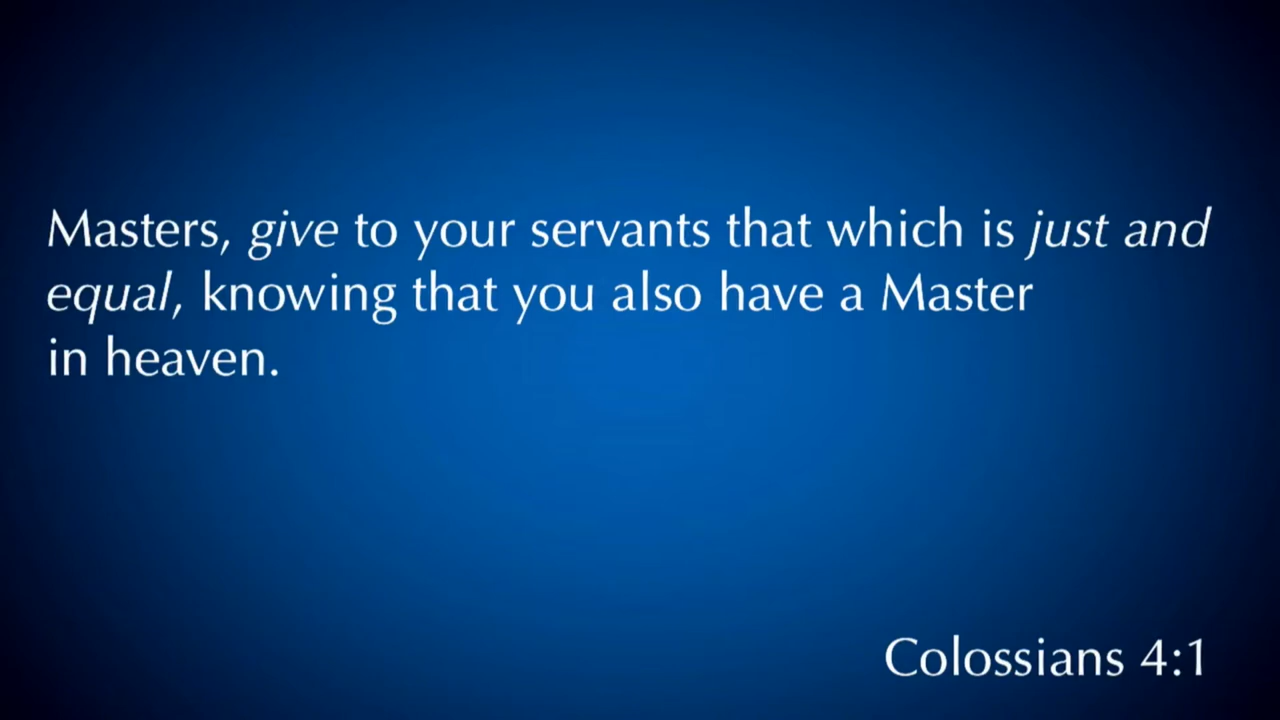 Masters, give to your servants that which is just and
equal, knowing that you also have a Master
in heaven.
Colossians 4:1